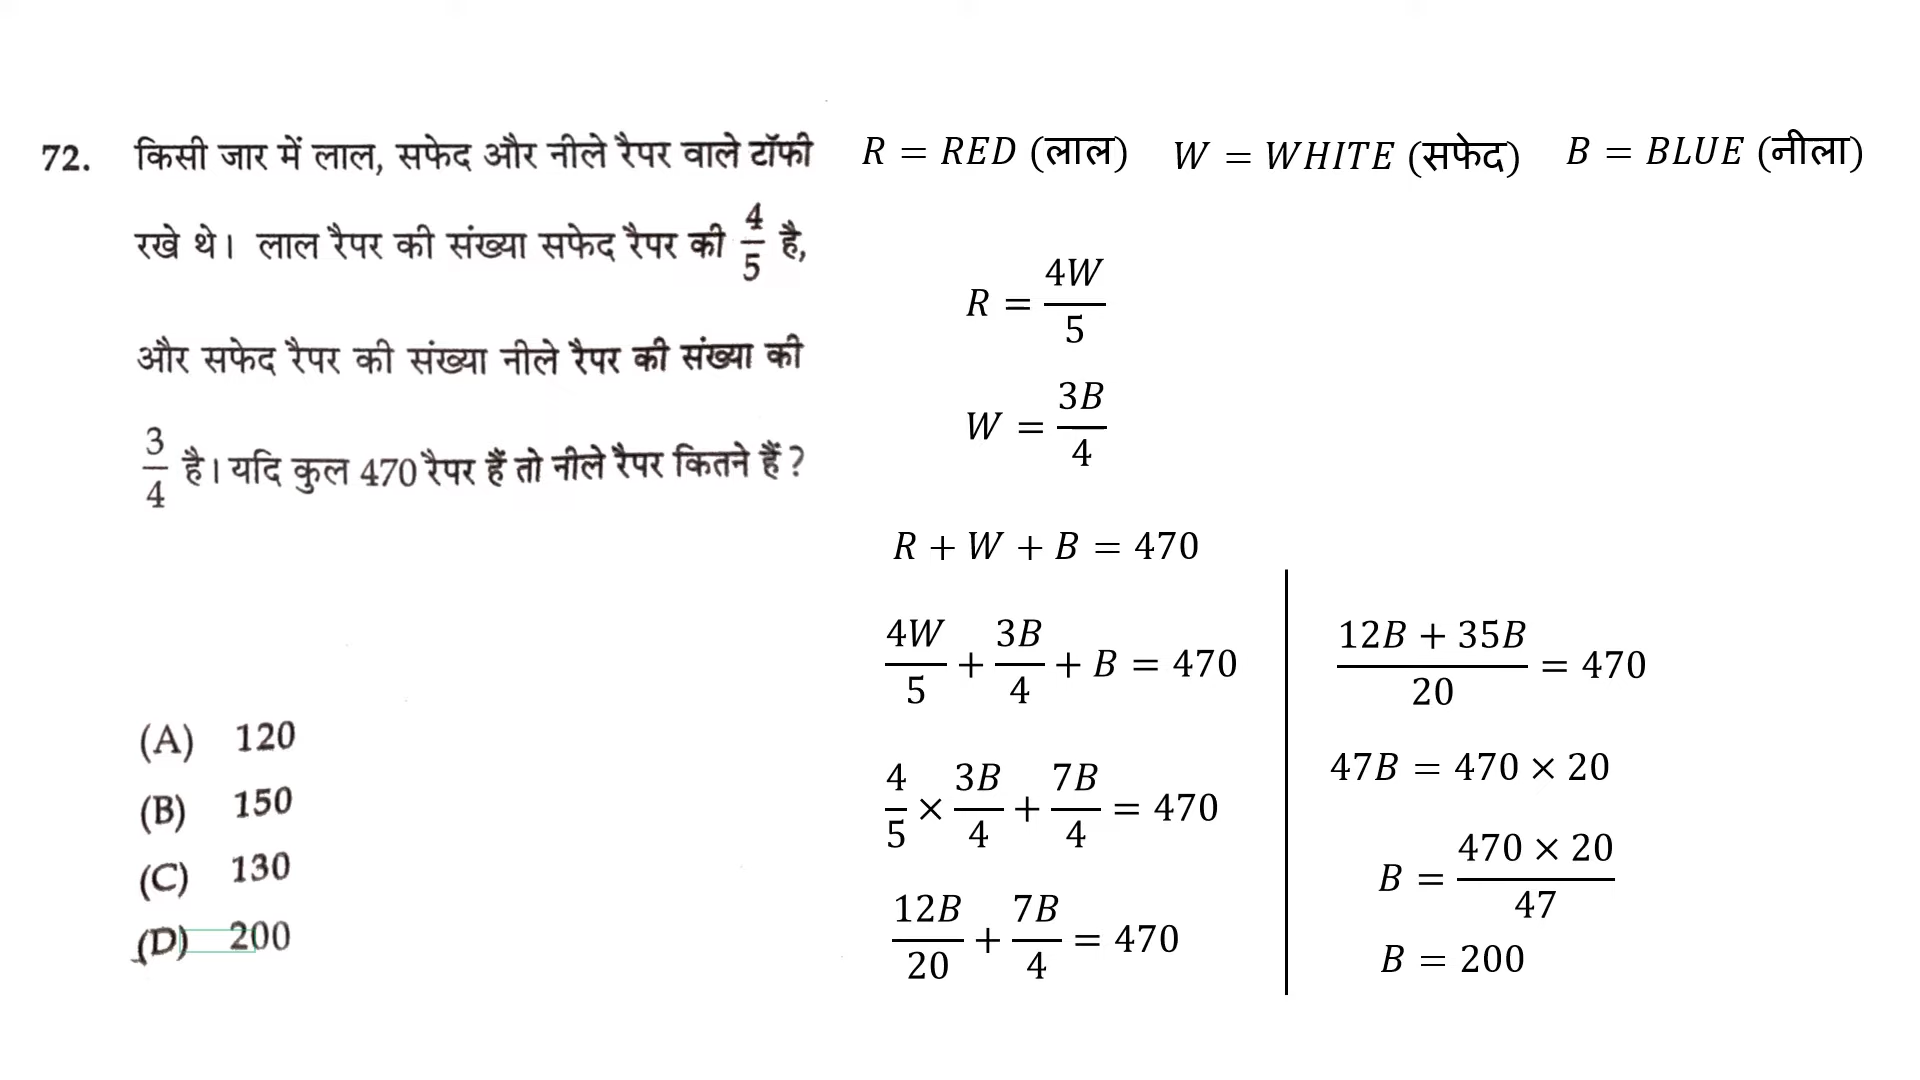 72. किसी जार में लाल, सफेद और नीले रैपर वाले टॉफी
रखे थे। लाल रैपर की संख्या सफेद रैपर की 4/5 है,
और सफेद रैपर की संख्या नीले रैपर की संख्या की
3/4 है। यदि कुल 470 रैपर हैं तो नीले रैपर कितने हैं ?
(A) 120
(B) 150
(C) 130
(D) 200
R = RED (लाल) W = WHITE (सफेद) B = BLUE (नीला)
R = 4W/5
W = 3B/4
R + W + B = 470
4W/5 + 3B/4 + B = 470
4/5 × 3B/4 + 7B/4 = 470
12B/20 + 7B/4 = 470
12B + 35B/20 = 470
47B = 470 × 20
B = 470 × 20/47
B = 200